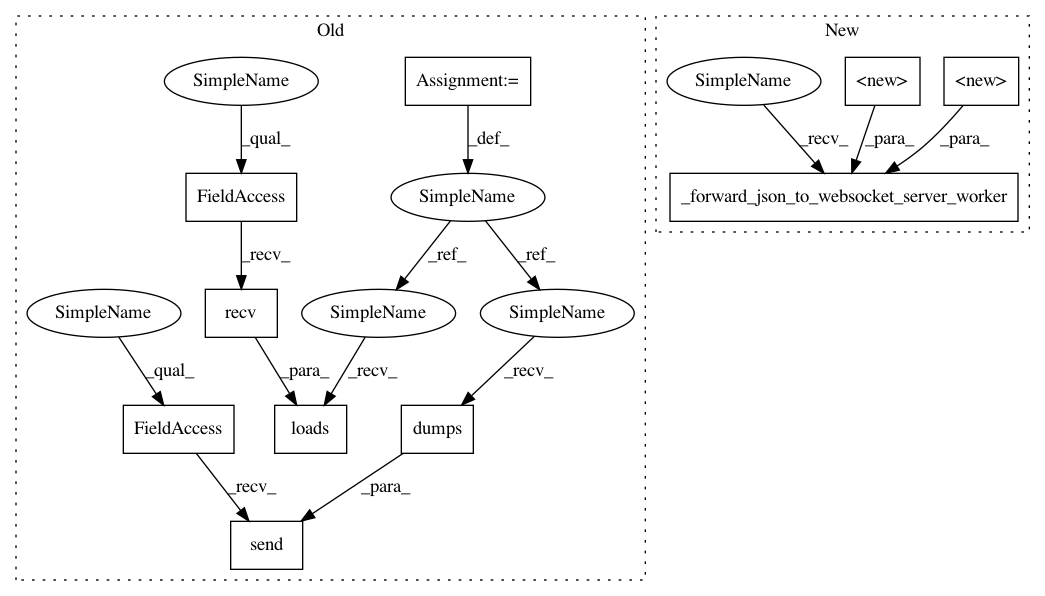 Old
New
SimpleName
Assignment:=
SimpleName
<new>
<new>
_qual_
_def_
_recv_
_para_
_para_
FieldAccess
SimpleName
_forward_json_to_websocket_server_worker
_recv_
_ref_
_ref_
SimpleName
recv
SimpleName
SimpleName
_qual_
_para_
_recv_
_recv_
FieldAccess
loads
dumps
_recv_
_para_
send